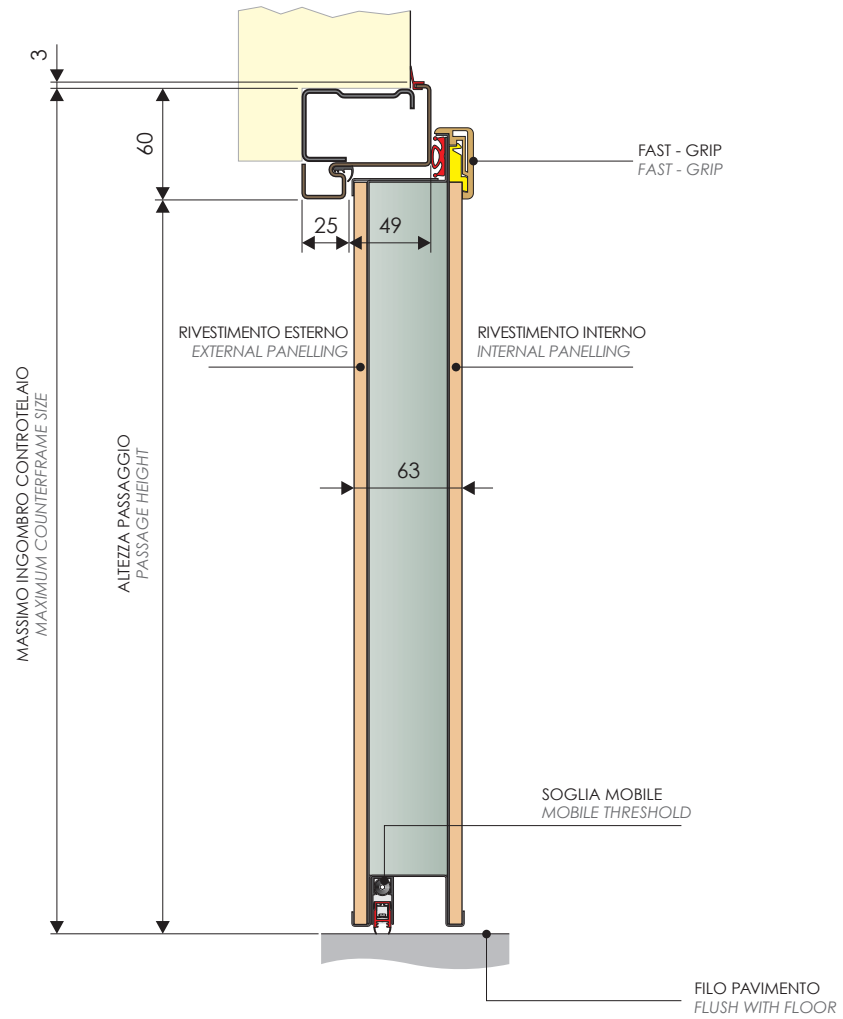 3
60
FAST - GRIP
FAST - GRIP
25
49
RIVESTIMENTO ESTERNO
EXTERNAL PANELLING
RIVESTIMENTO INTERNO
INTERNAL PANELLING
MASSIMO INGOMBRO CONTROTELAIO
MAXIMUM COUNTERFRAME SIZE
ALTEZZA PASSAGGIO
PASSAGE HEIGHT
63
SOGLIA MOBILE
MOBILE THRESHOLD
FILO PAVIMENTO
FLUSH WITH FLOOR